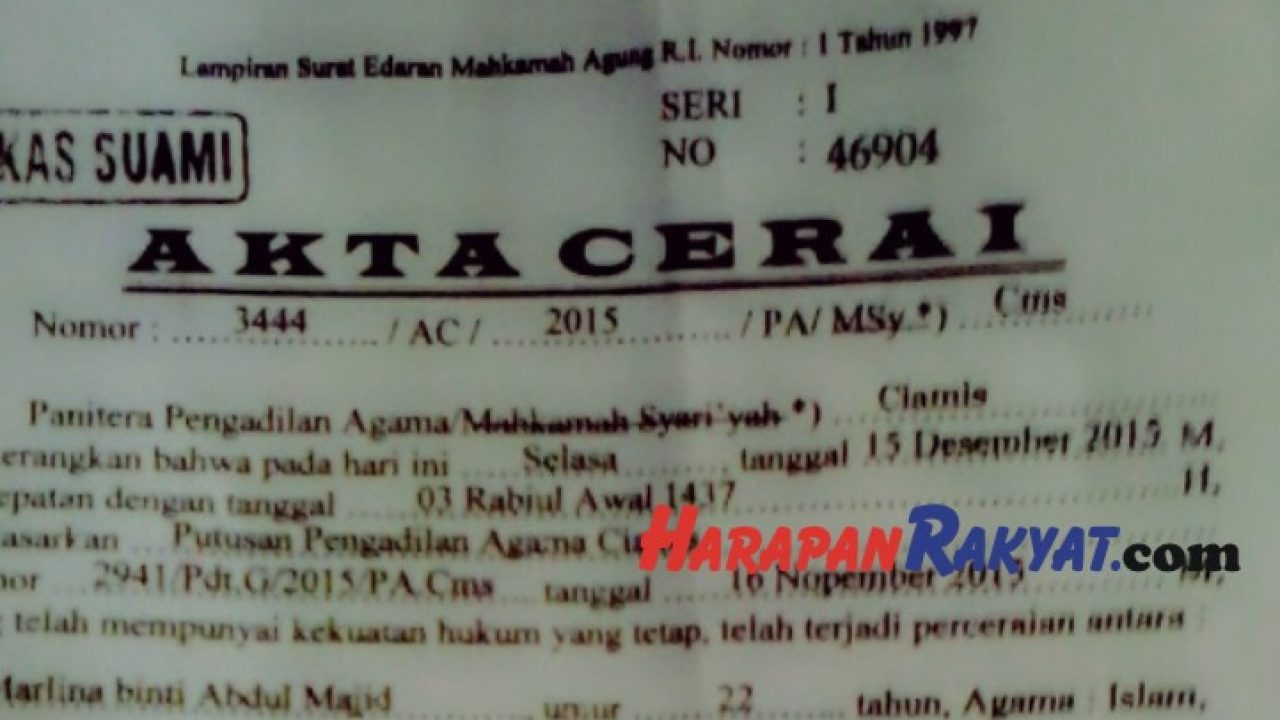 Lampiran Surat Edaran Mahkamah Agung R.I. Nomor : 1 Tahun 1997
SERI : I
KAS SUAMI
NO : 46904
AKTA CERAI
Nomor : 3444 / AC / 2015 / PA/ MSy *) Cms
Panitera Pengadilan Agama/Mahkamah Syari'yah *) Ciamis
erangkan bahwa pada hari ini Selasa tanggal 15 Desember 2015 M,
epatan dengan tanggal 03 Rabiul Awal 1437 H,
asarkan Putusan Pengadilan Agama
HARAPANRAKYAT.com
nor 2941/Pdt.G/2015/PA.Cms tanggal 16 Nopember 2015 M,
telah mempunyai kekuatan hukum yang tetap, telah terjadi perceraian antara :
Marlina binti Abdul Majid umur 22 tahun, Agama : Islam,